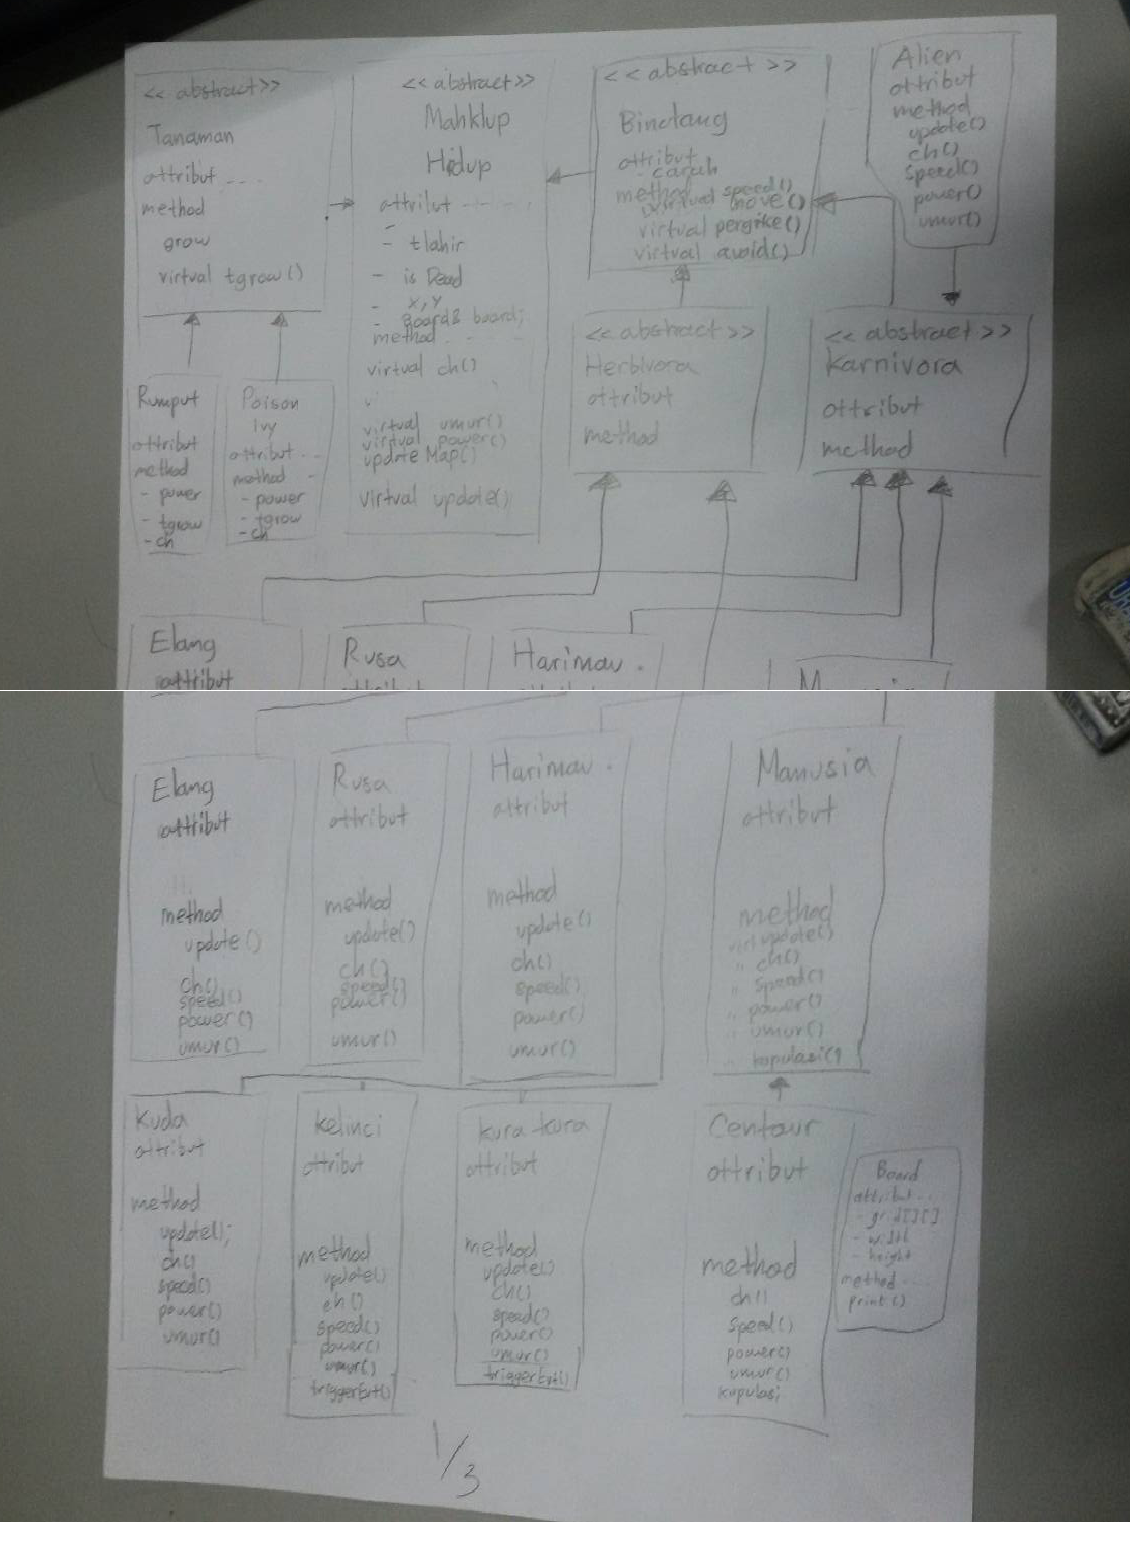 << abstract >>
Tanaman
attribut ....
method
grow
virtual tgrow()
<< abstract >>
Mahklup
Hidup
attribut
- tlahir
- is Dead
- x,y
- Board& board;
method
virtual ch()
virtual umur()
virtual power()
update Map()
virtual update()
<< abstract >>
Binatang
attribut
method
virtual speed()
move()
virtual pergike()
virtual avoid()
Alien
attribut
method
update()
ch()
speed()
power()
umur()
Rumput
attribut
method
- power
- tgrow
- ch
Poison
Ivy
attribut ...
method
- power
- tgrow
- ch
<< abstract >>
Herbivora
attribut
method
<< abstract >>
Karnivora
attribut
method
Elang
attribut
Rusa
Harimau
Elang
attribut
method
update()
ch()
speed()
power()
umur()
Rusa
attribut
method
update()
ch()
speed()
power()
umur()
Harimau
attribut
method
update()
ch()
speed()
power()
umur()
Manusia
attribut
method
virt update()
" ch()
" speed()
" power()
" umur()
" kopulasi()
Kuda
attribut
method
update();
ch()
speed()
power()
umur()
Kelinci
attribut
method
update()
ch()
speed()
power()
umur()
triggerEvt()
kura-kura
attribut
method
update()
ch()
speed()
power()
umur()
triggerEvt()
Centaur
attribut
method
ch()
speed()
power()
umur()
kupulasi
Board
attribut ..
- grid[][]
- width
- height
method ...
print()
1/3